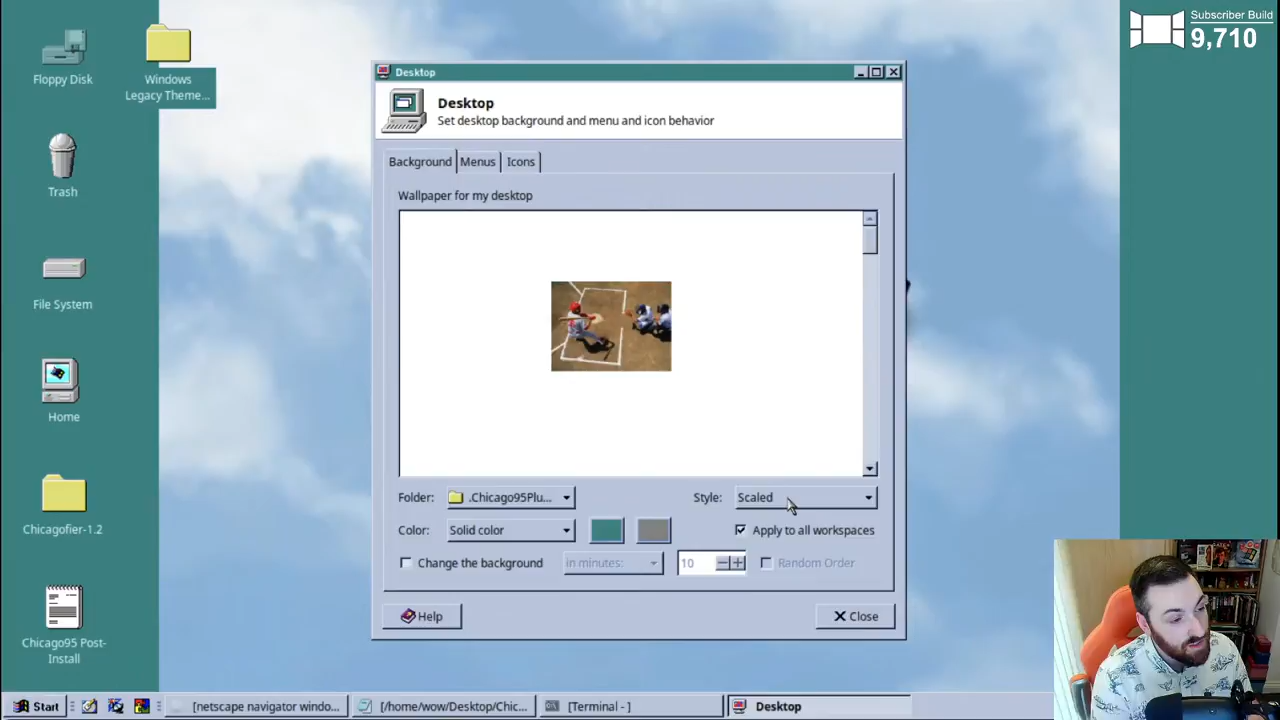 Subscriber Build
9,710
Floppy Disk
Windows
Legacy Theme...
Trash
File System
Home
Chicagofier-1.2
Chicago95 Post-
Install
Desktop
Desktop
Set desktop background and menu and icon behavior
Background
Menus
Icons
Wallpaper for my desktop
Folder:
.Chicago95Plu...
Style:
Scaled
Color:
Solid color
Apply to all workspaces
Change the background
in minutes:
10
Random Order
Help
Close
Start
[netscape navigator windo...
[/home/wow/Desktop/Chic...
[Terminal - ]
Desktop